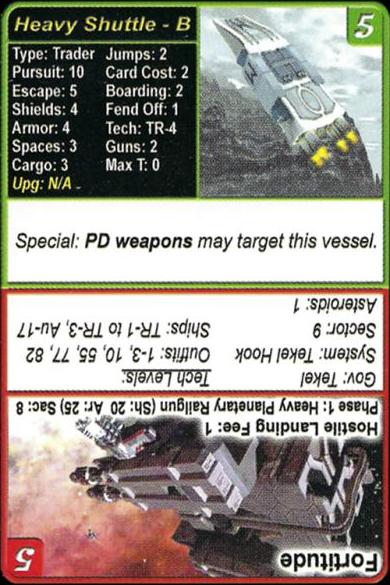 Heavy Shuttle - B
5
Type: Trader Jumps: 2
Pursuit: 10 Card Cost: 2
Escape: 5 Boarding: 2
Shields: 4 Fend Off: 1
Armor: 4 Tech: TR-4
Spaces: 3 Guns: 2
Cargo: 3 Max T: 0
Upg: N/A
Special: PD weapons may target this vessel.
Fortitude
5
Hostile Landing Fee: 1
Phase 1: Heavy Planetary Railgun (Sh: 20 Ar: 25) Sac: 8
Gov: Tekel Tech Levels:
System: Tekel Hook Outfits: 1-3, 10, 55, 77, 82
Sector: 9 Ships: TR-1 to TR-3, Au-17
Asteroids: 1